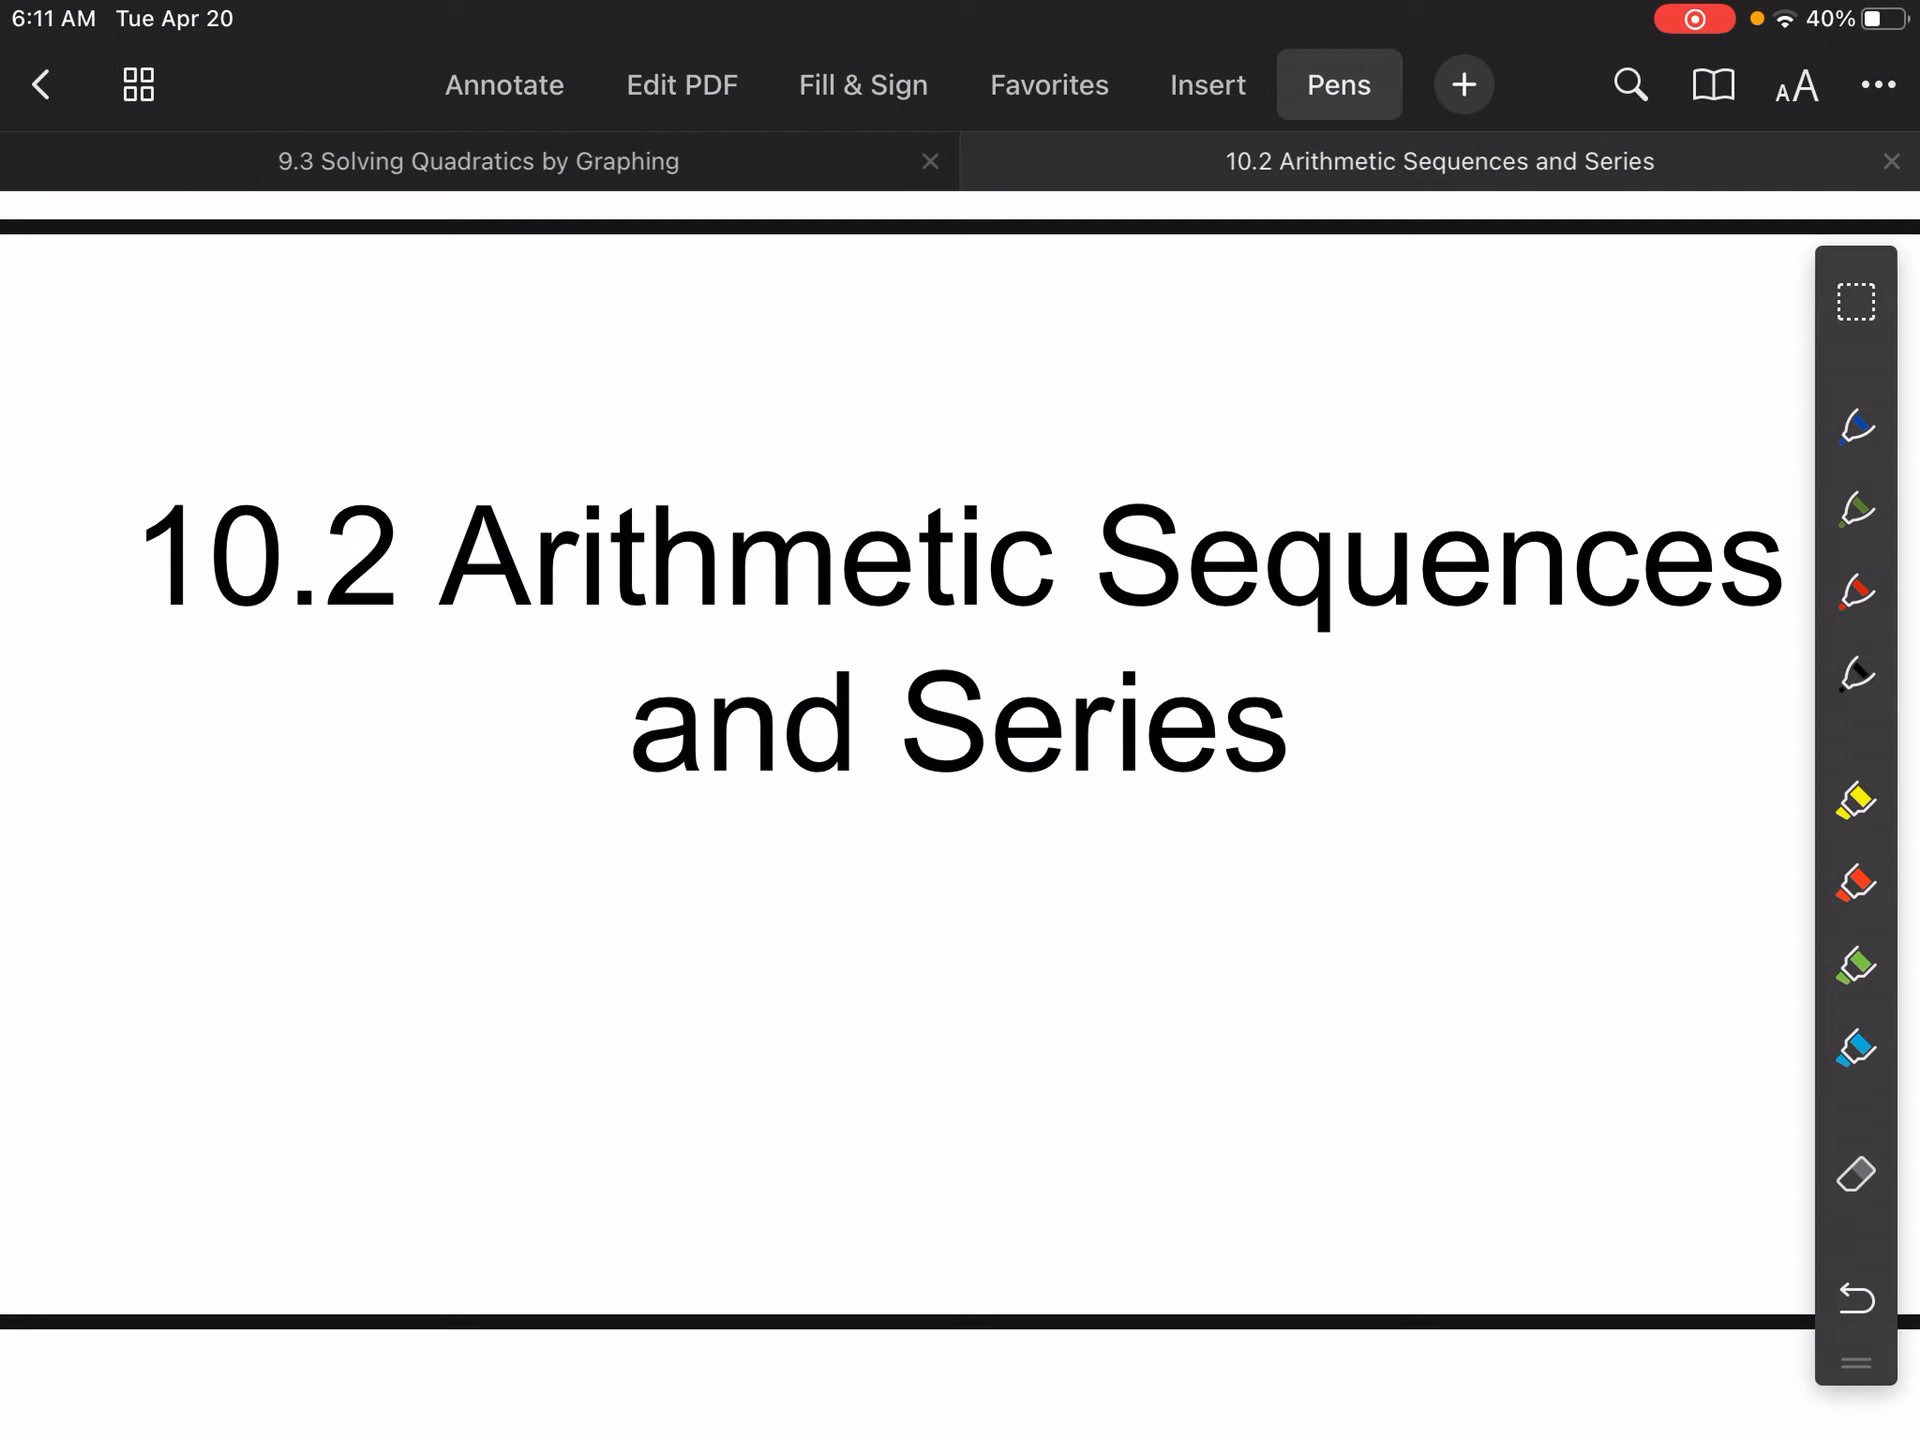 6:11 AM Tue Apr 20 40%
Annotate Edit PDF Fill & Sign Favorites Insert Pens AA
9.3 Solving Quadratics by Graphing 10.2 Arithmetic Sequences and Series
10.2 Arithmetic Sequences
and Series